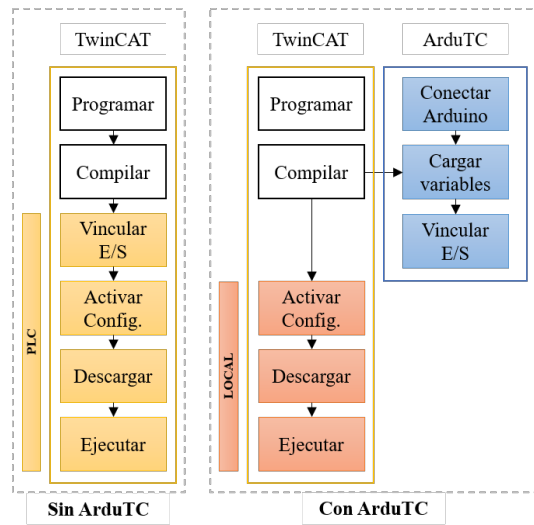 TwinCAT
Programar
Compilar
Vincular
E/S
Activar
Config.
Descargar
Ejecutar
PLC
Sin ArduTC
TwinCAT
ArduTC
Programar
Compilar
Activar
Config.
Descargar
Ejecutar
LOCAL
Conectar
Arduino
Cargar
variables
Vincular
E/S
Con ArduTC